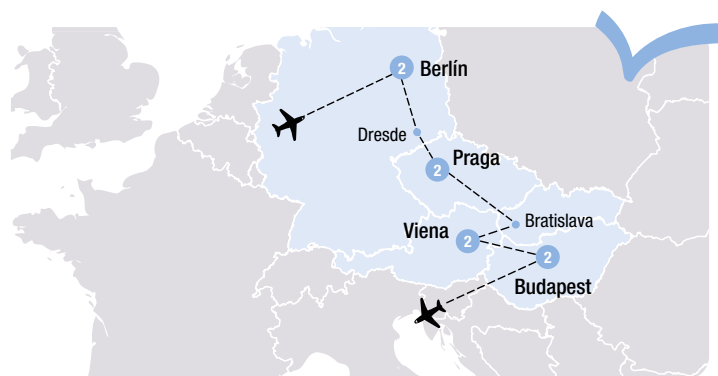 2 Berlín
Dresde
Praga
2
Bratislava
Viena
2
2
Budapest